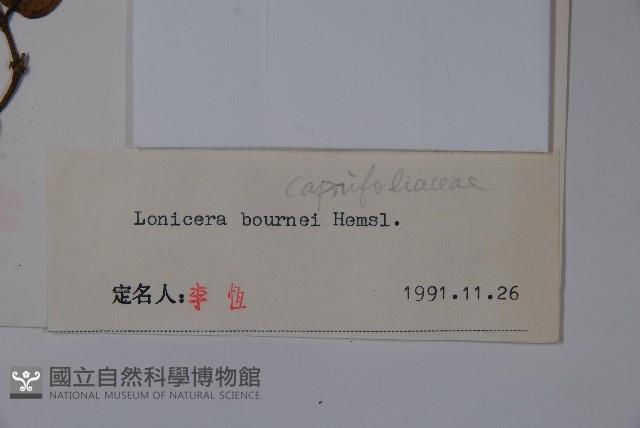 Caprifoliaceae
Lonicera bournei Hemsl.
定名人:李 恆 1991.11.26
國立自然科學博物館
NATIONAL MUSEUM OF NATURAL SCIENCE